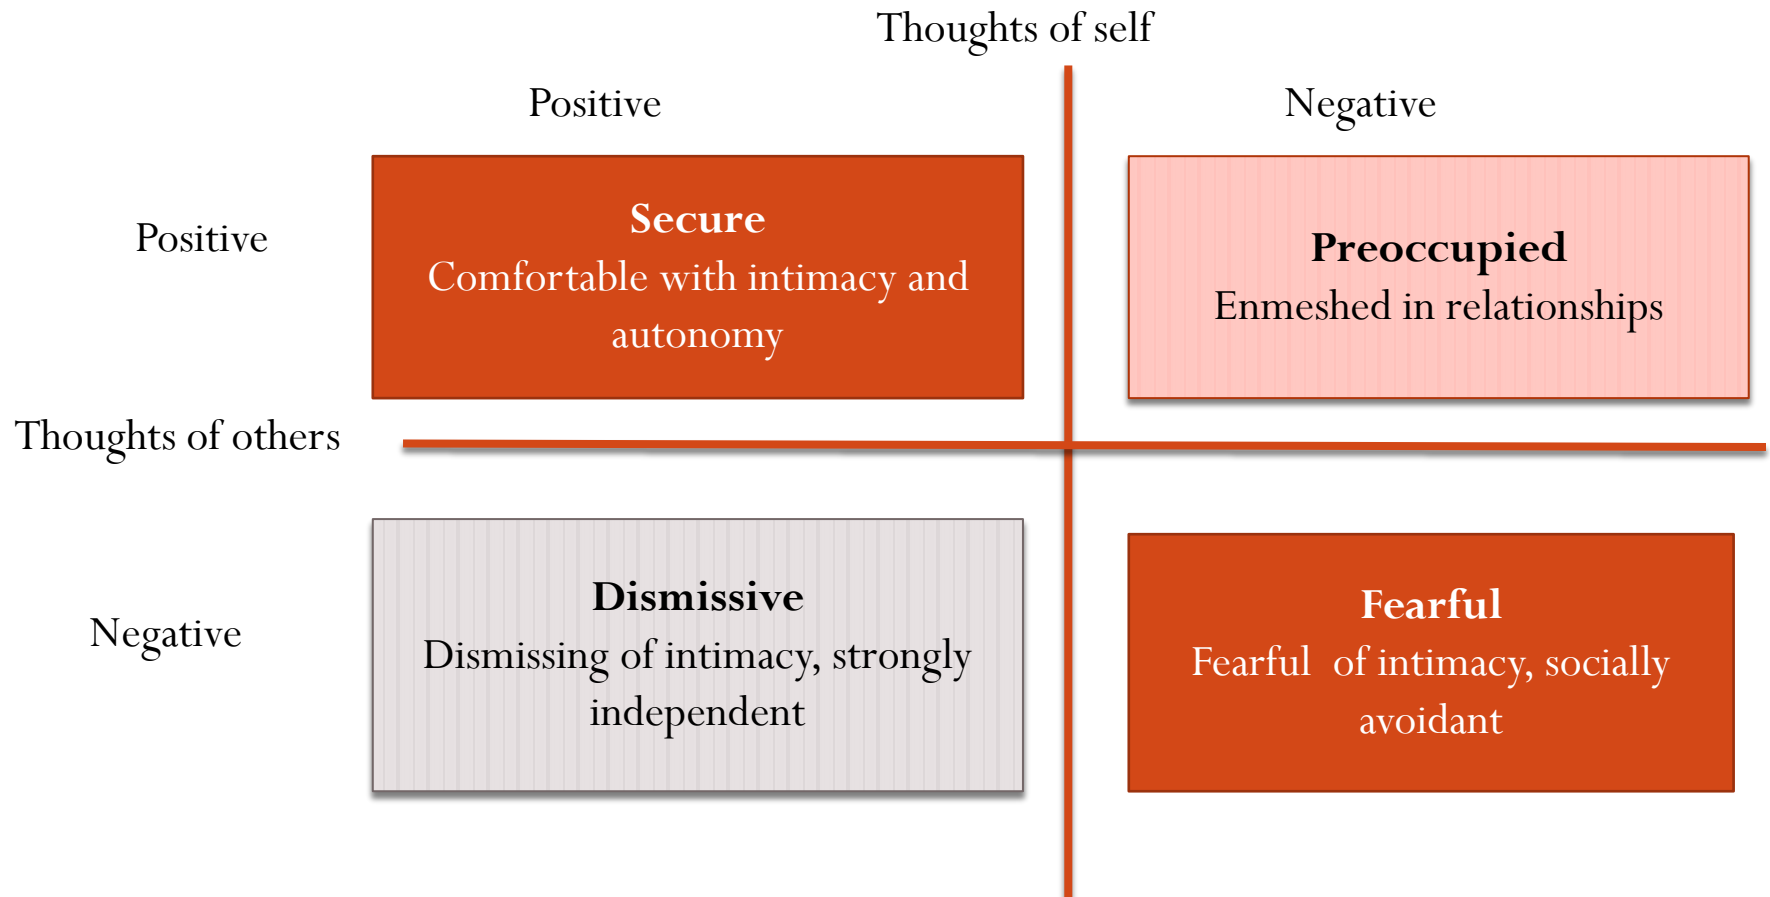 Thoughts of self
Positive
Negative
Positive
Secure
Comfortable with intimacy and
autonomy
Preoccupied
Enmeshed in relationships
Thoughts of others
Negative
Dismissive
Dismissing of intimacy, strongly
independent
Fearful
Fearful  of intimacy, socially
avoidant